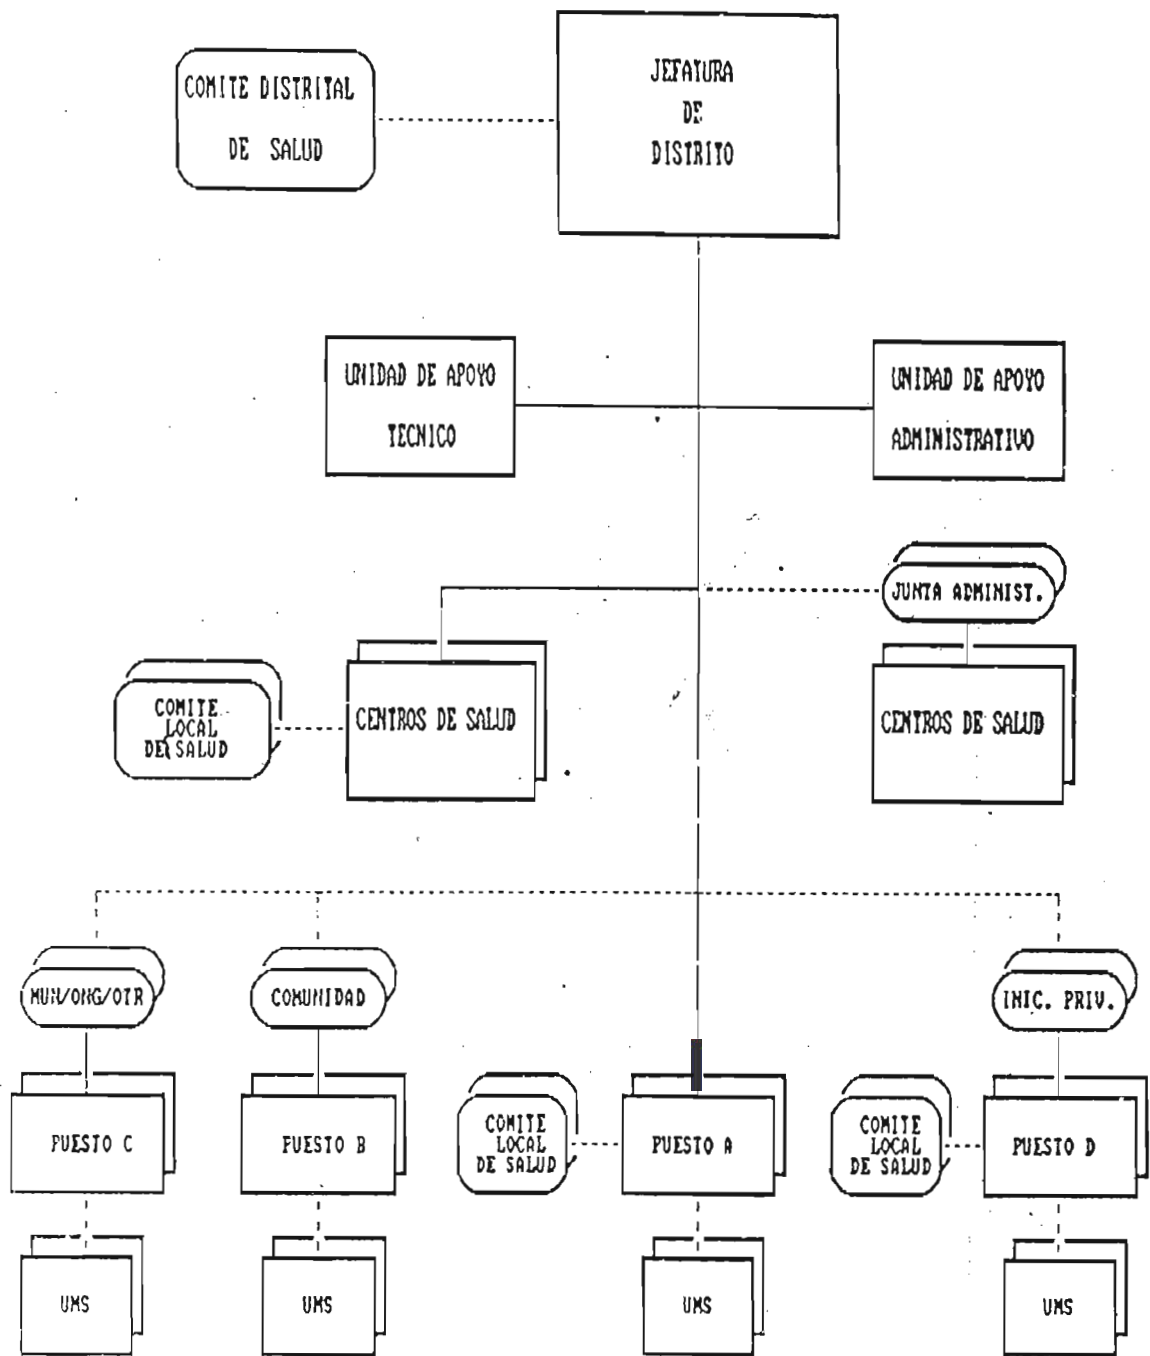 COMITE DISTRITAL
DE SALUD
JEFATURA
DE
DISTRITO
UNIDAD DE APOYO
TECNICO
UNIDAD DE APOYO
ADMINISTRATIVO
JUNTA ADMINIST.
COMITE
LOCAL
DE SALUD
CENTROS DE SALUD
CENTROS DE SALUD
MUN/ONG/OTR
COMUNIDAD
INIC. PRIV.
PUESTO C
PUESTO B
COMITE
LOCAL
DE SALUD
PUESTO A
COMITE
LOCAL
DE SALUD
PUESTO D
UMS
UMS
UMS
UMS